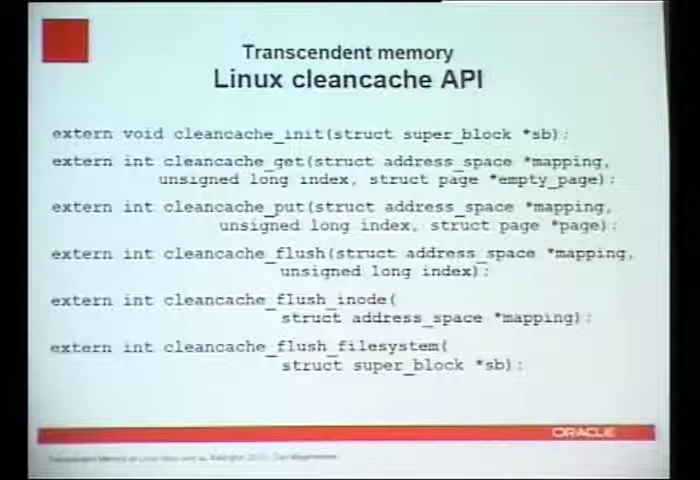 Transcendent memory
Linux cleancache API
extern void cleancache_init(struct super_block *sb);
extern int cleancache_get(struct address_space *mapping,
unsigned long index, struct page *empty_page);
extern int cleancache_put(struct address_space *mapping,
unsigned long index, struct page *page);
extern int cleancache_flush(struct address_space *mapping,
unsigned long index);
extern int cleancache_flush_inode(
struct address_space *mapping);
extern int cleancache_flush_filesystem(
struct super_block *sb);
ORACLE
Transcendent Memory